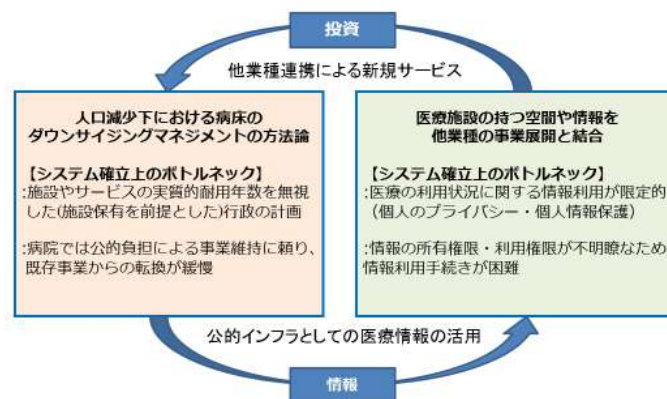 投資
他業種連携による新規サービス
人口減少下における病床の
ダウンサイジングマネジメントの方法論
【システム確立上のボトルネック】
:施設やサービスの実質的耐用年数を無視
した(施設保有を前提とした)行政の計画
:病院では公的負担による事業維持に頼り、
既存事業からの転換が緩慢
医療施設の持つ空間や情報を
他業種の事業展開と結合
【システム確立上のボトルネック】
:医療の利用状況に関する情報利用が限定的
(個人のプライバシー・個人情報保護)
:情報の所有権限・利用権限が不明瞭なため
情報利用手続きが困難
公的インフラとしての医療情報の活用
情報